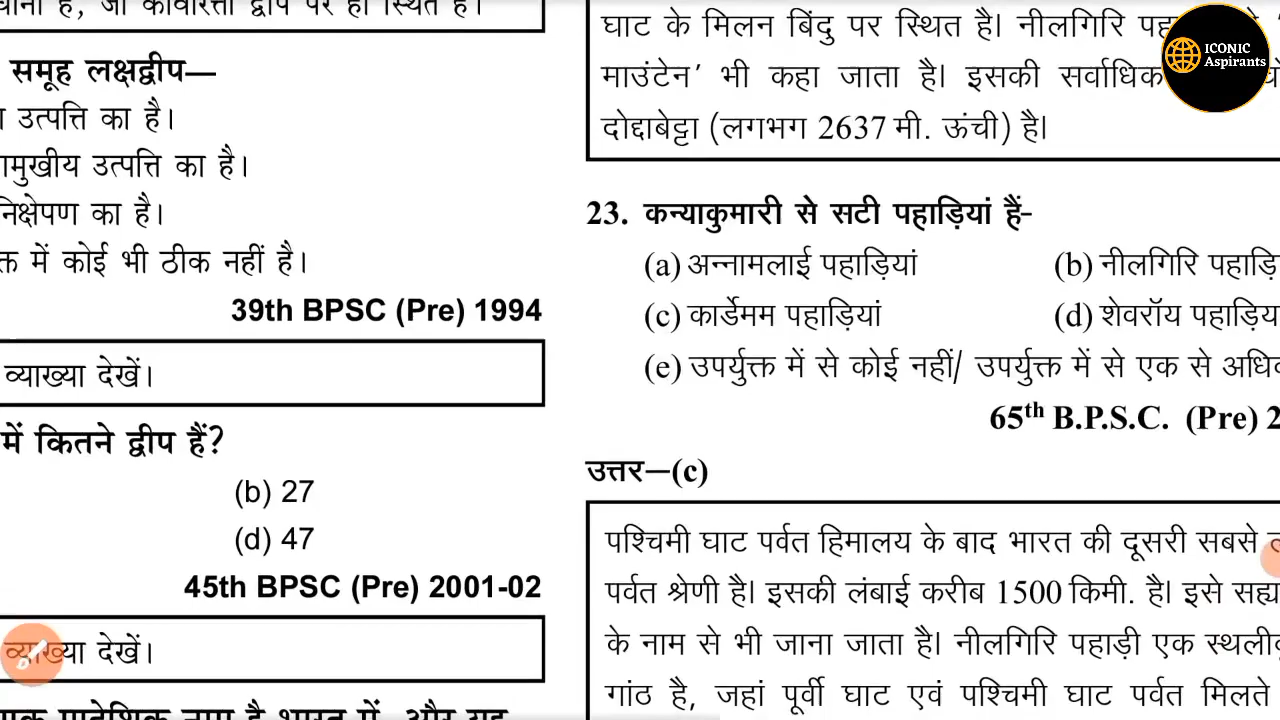 समूह लक्षद्वीप—
उत्पत्ति का है।
उत्पत्ति का है।
का है।
में कोई भी ठीक नहीं है।
39th BPSC (Pre) 1994
व्याख्या देखें।
में कितने द्वीप हैं?
(b) 27
(d) 47
45th BPSC (Pre) 2001-02
व्याख्या देखें।
घाट के मिलन बिंदु पर स्थित है। नीलगिरि
माउंटेन’ भी कहा जाता है। इसकी सर्वाधिक
दोद्दाबेट्टा (लगभग 2637 मी. ऊंची) है।
23. कन्याकुमारी से सटी पहाड़ियां हैं-
(a) अन्नामलाई पहाड़ियां (b) नीलगिरि
(c) कार्डेमम पहाड़ियां (d) शेवरॉय
(e) उपर्युक्त में से कोई नहीं/ उपर्युक्त में से एक से
65th B.P.S.C. (Pre) 2
उत्तर—(c)
पश्चिमी घाट पर्वत हिमालय के बाद भारत की दूसरी सबसे
पर्वत श्रेणी है। इसकी लंबाई करीब 1500 किमी. है। इसे
के नाम से भी जाना जाता है। नीलगिरि पहाड़ी एक
गांठ है, जहां पूर्वी घाट एवं पश्चिमी घाट पर्वत मिलते
ICONIC
Aspirants